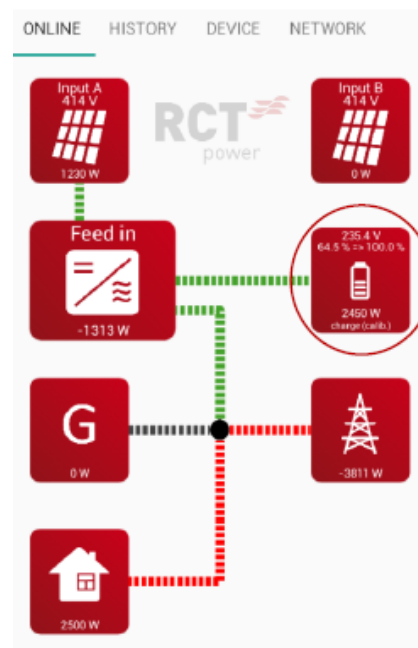 ONLINE HISTORY DEVICE NETWORK
Input A
414 V
1230 W
RCT
power
Input B
414 V
0 W
Feed in
-1313 W
235.4 V
64.5 % => 100.0 %
2450 W
charge (calib.)
G
0 W
-3811 W
2500 W